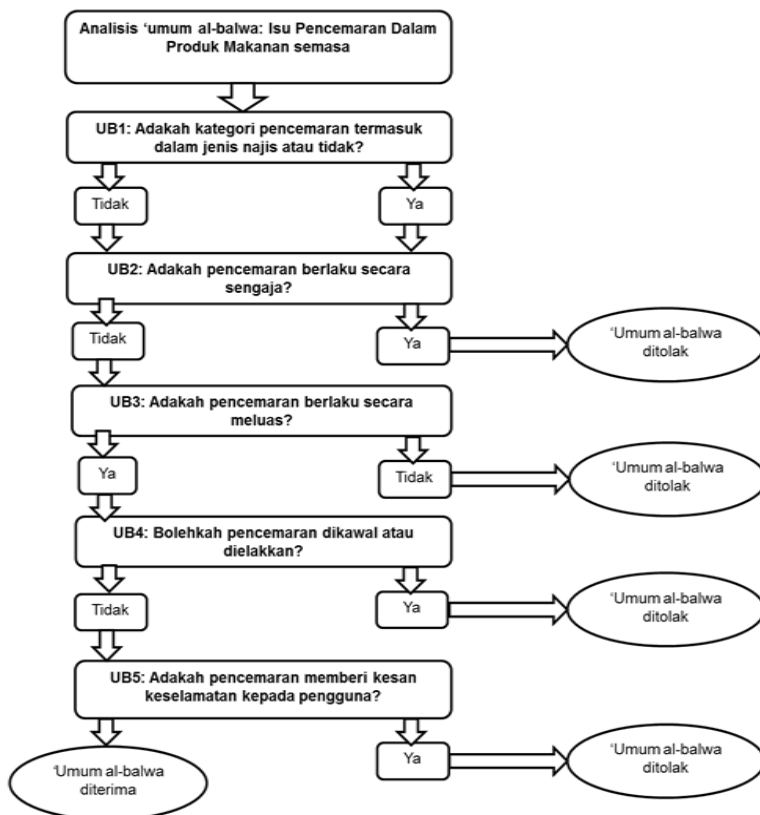 Analisis ‘umum al-balwa: Isu Pencemaran Dalam
Produk Makanan semasa
UB1: Adakah kategori pencemaran termasuk
dalam jenis najis atau tidak?
Tidak
Ya
UB2: Adakah pencemaran berlaku secara
sengaja?
Tidak
Ya
‘Umum al-balwa
ditolak
UB3: Adakah pencemaran berlaku secara
meluas?
Ya
Tidak
‘Umum al-balwa
ditolak
UB4: Bolehkah pencemaran dikawal atau
dielakkan?
Tidak
Ya
‘Umum al-balwa
ditolak
UB5: Adakah pencemaran memberi kesan
keselamatan kepada pengguna?
‘Umum al-balwa
diterima
Ya
‘Umum al-balwa
ditolak